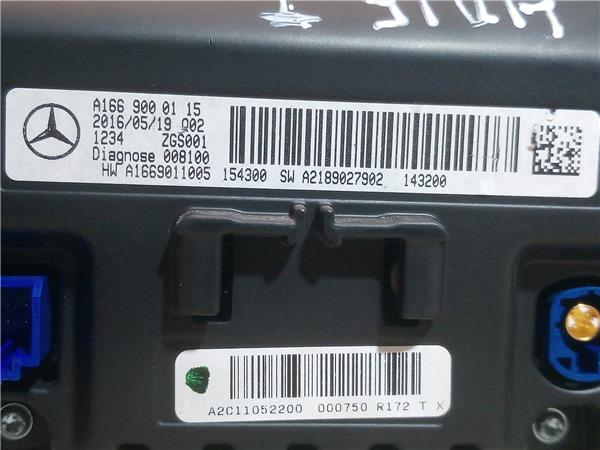 A166 900 01 15
2016/05/19 Q02
1234 ZGS001
Diagnose 008100
HW A1669011005 154300 SW A2189027902 143200
A2C11052200 000750 R172 T X